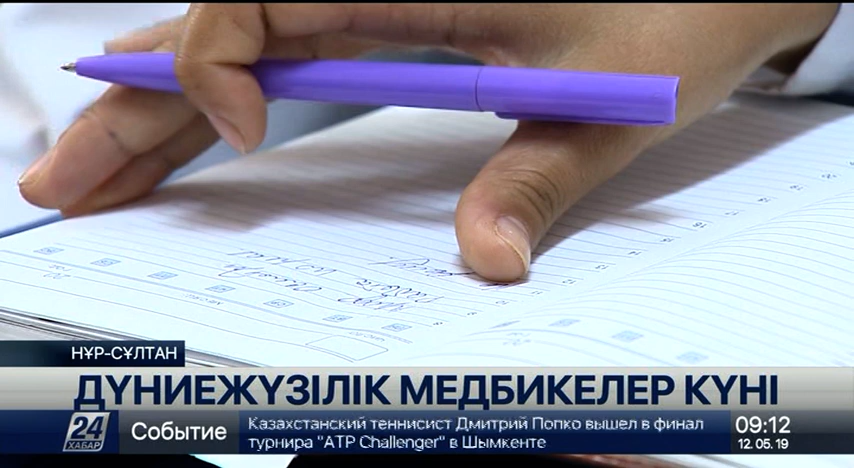 НҰР-СҰЛТАН
ДҮНИЕЖҮЗІЛІК МЕДБИКЕЛЕР КҮНІ
24
ХАБАР
Событие
Казахстанский теннисист Дмитрий Попко вышел в финал
турнира "ATP Challenger" в Шымкенте
09:12
12.05.19